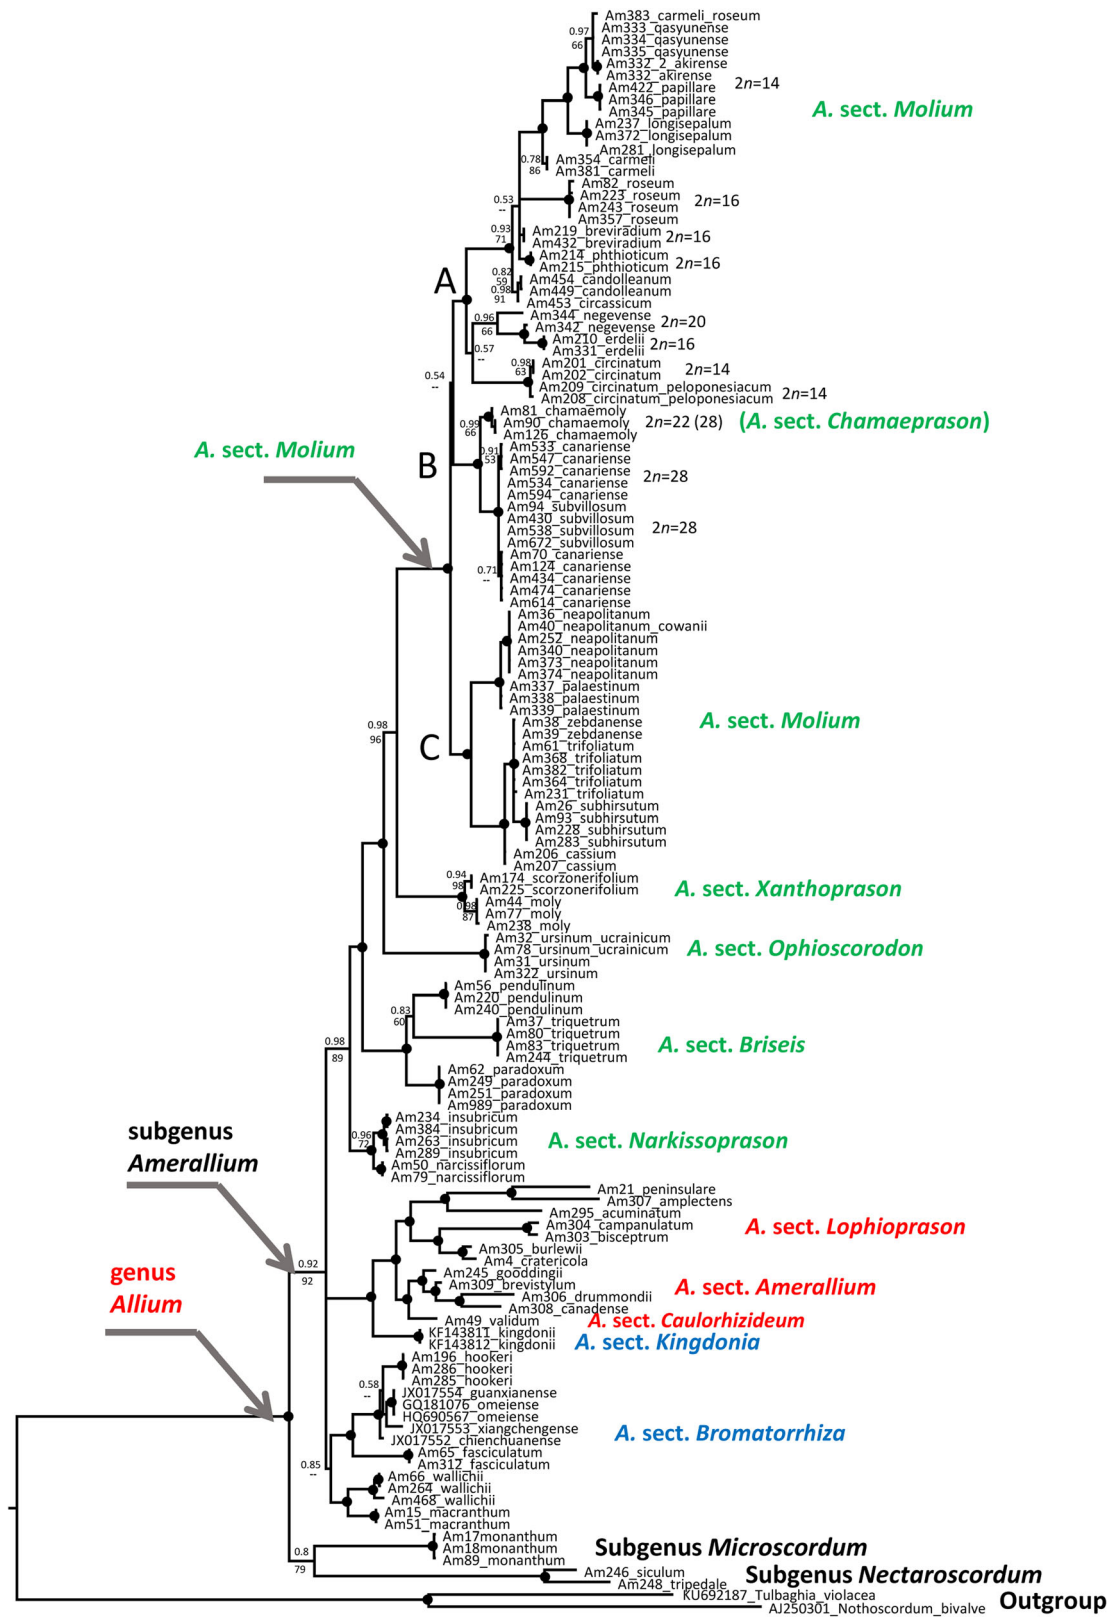 Am383_carmeli_roseum
0.97
Am333_qasyunense
Am334_qasyunense
66
Am335_qasyunense
Am332_2_akirense
Am332_akirense
2n=14
Am422_papillare
Am346_papillare
A. sect. Molium
Am345_papillare
Am237_longisepalum
Am372_longisepalum
Am281_longisepalum
0.78
Am354_carmeli
86
Am381_carmeli
Am82_roseum
Am223_roseum
2n=16
0.53
--
Am243_roseum
Am357_roseum
0.93
71
Am219_breviradium
2n=16
Am432_breviradium
Am214_phthioticum
2n=16
Am215_phthioticum
0.82
59
Am454_candolleanum
A
0.98
91
Am449_candolleanum
Am453_circassicum
0.96
66
Am344_negevense
2n=20
Am342_negevense
Am210_erdelii
2n=16
Am331_erdelii
0.57
--
0.98
63
Am201_circinatum
2n=14
Am202_circinatum
0.54
--
Am209_circinatum_peloponesiacum
2n=14
Am208_circinatum_peloponesiacum
Am81_chamaemoly
0.99
66
Am90_chamaemoly
2n=22 (28)
(A. sect. Chamaeprason)
Am126_chamaemoly
A. sect. Molium
0.91
53
Am533_canariense
Am547_canariense
B
Am592_canariense
2n=28
Am534_canariense
Am594_canariense
Am94_subvillosum
Am430_subvillosum
2n=28
Am538_subvillosum
Am672_subvillosum
Am70_canariense
0.71
--
Am124_canariense
Am434_canariense
Am474_canariense
Am614_canariense
Am36_neapolitanum
Am40_neapolitanum_cowanii
Am252_neapolitanum
Am340_neapolitanum
Am373_neapolitanum
Am374_neapolitanum
Am337_palaestinum
Am338_palaestinum
Am339_palaestinum
A. sect. Molium
0.98
96
Am38_zebdanense
Am39_zebdanense
C
Am61_trifoliatum
Am368_trifoliatum
Am382_trifoliatum
Am364_trifoliatum
Am231_trifoliatum
Am26_subhirsutum
Am93_subhirsutum
Am228_subhirsutum
Am283_subhirsutum
Am206_cassium
Am207_cassium
0.94
98
Am174_scorzonerifolium
A. sect. Xanthoprason
Am225_scorzonerifolium
0.98
87
Am44_moly
Am77_moly
Am238_moly
Am32_ursinum_ucrainicum
Am78_ursinum_ucrainicum
A. sect. Ophioscorodon
Am31_ursinum
Am322_ursinum
Am56_pendulinum
Am220_pendulinum
Am240_pendulinum
0.83
60
Am37_triquetrum
Am80_triquetrum
Am83_triquetrum
A. sect. Briseis
Am244_triquetrum
0.98
89
Am62_paradoxum
Am249_paradoxum
Am251_paradoxum
Am989_paradoxum
Am234_insubricum
0.96
72
Am384_insubricum
Am263_insubricum
A. sect. Narkissoprason
Am289_insubricum
subgenus
Amerallium
Am50_narcissiflorum
Am79_narcissiflorum
Am21_peninsulare
Am307_amplectens
Am295_acuminatum
Am304_campanulatum
A. sect. Lophioprason
Am303_bisceptrum
Am305_burlewii
Am4_cratericola
0.92
92
genus
Allium
Am245_gooddingii
Am309_brevistylum
A. sect. Amerallium
Am306_drummondii
Am308_canadense
Am49_validum
A. sect. Caulorhizideum
KF143811_kingdonii
KF143812_kingdonii
A. sect. Kingdonia
Am196_hookeri
Am286_hookeri
Am285_hookeri
0.58
--
JX017554_guanxianense
GQ181076_omeiense
HQ690567_omeiense
JX017553_xiangchengense
A. sect. Bromatorrhiza
JX017552_chienchuanense
Am65_fasciculatum
Am312_fasciculatum
0.85
--
Am66_wallichii
Am264_wallichii
Am468_wallichii
Am15_macranthum
Am51_macranthum
Am17monanthum
Am18monanthum
Subgenus Microscordum
0.8
79
Am89_monanthum
Am246_siculum
Subgenus Nectaroscordum
Am248_tripedale
KU692187_Tulbaghia_violacea
Outgroup
AJ250301_Nothoscordum_bivalve